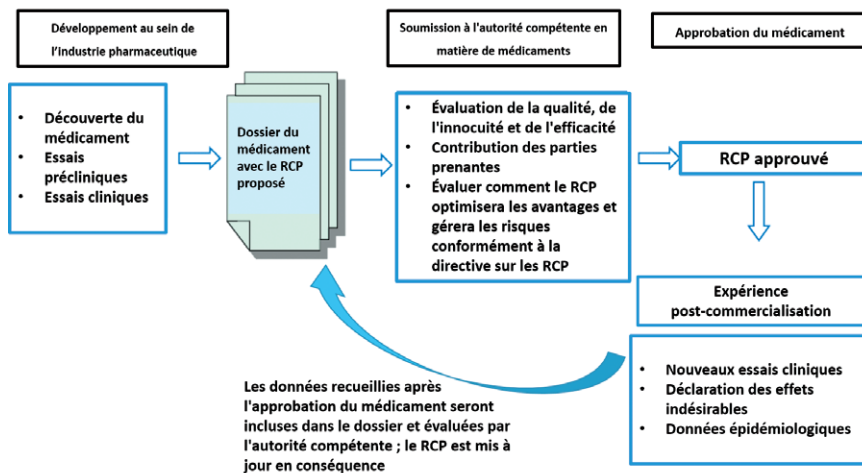 Développement au sein de
l'industrie pharmaceutique
Soumission à l'autorité compétente en
matière de médicaments
Approbation du médicament
• Découverte du
médicament
• Essais
précliniques
• Essais cliniques
Dossier du
médicament
avec le RCP
proposé
• Évaluation de la qualité, de
l'innocuité et de l'efficacité
• Contribution des parties
prenantes
• Évaluer comment le RCP
optimisera les avantages et
gérera les risques
conformément à la
directive sur les RCP
RCP approuvé
Expérience
post-commercialisation
• Nouveaux essais cliniques
• Déclaration des effets
indésirables
• Données épidémiologiques
Les données recueillies après
l'approbation du médicament seront
incluses dans le dossier et évaluées par
l'autorité compétente ; le RCP est mis à
jour en conséquence